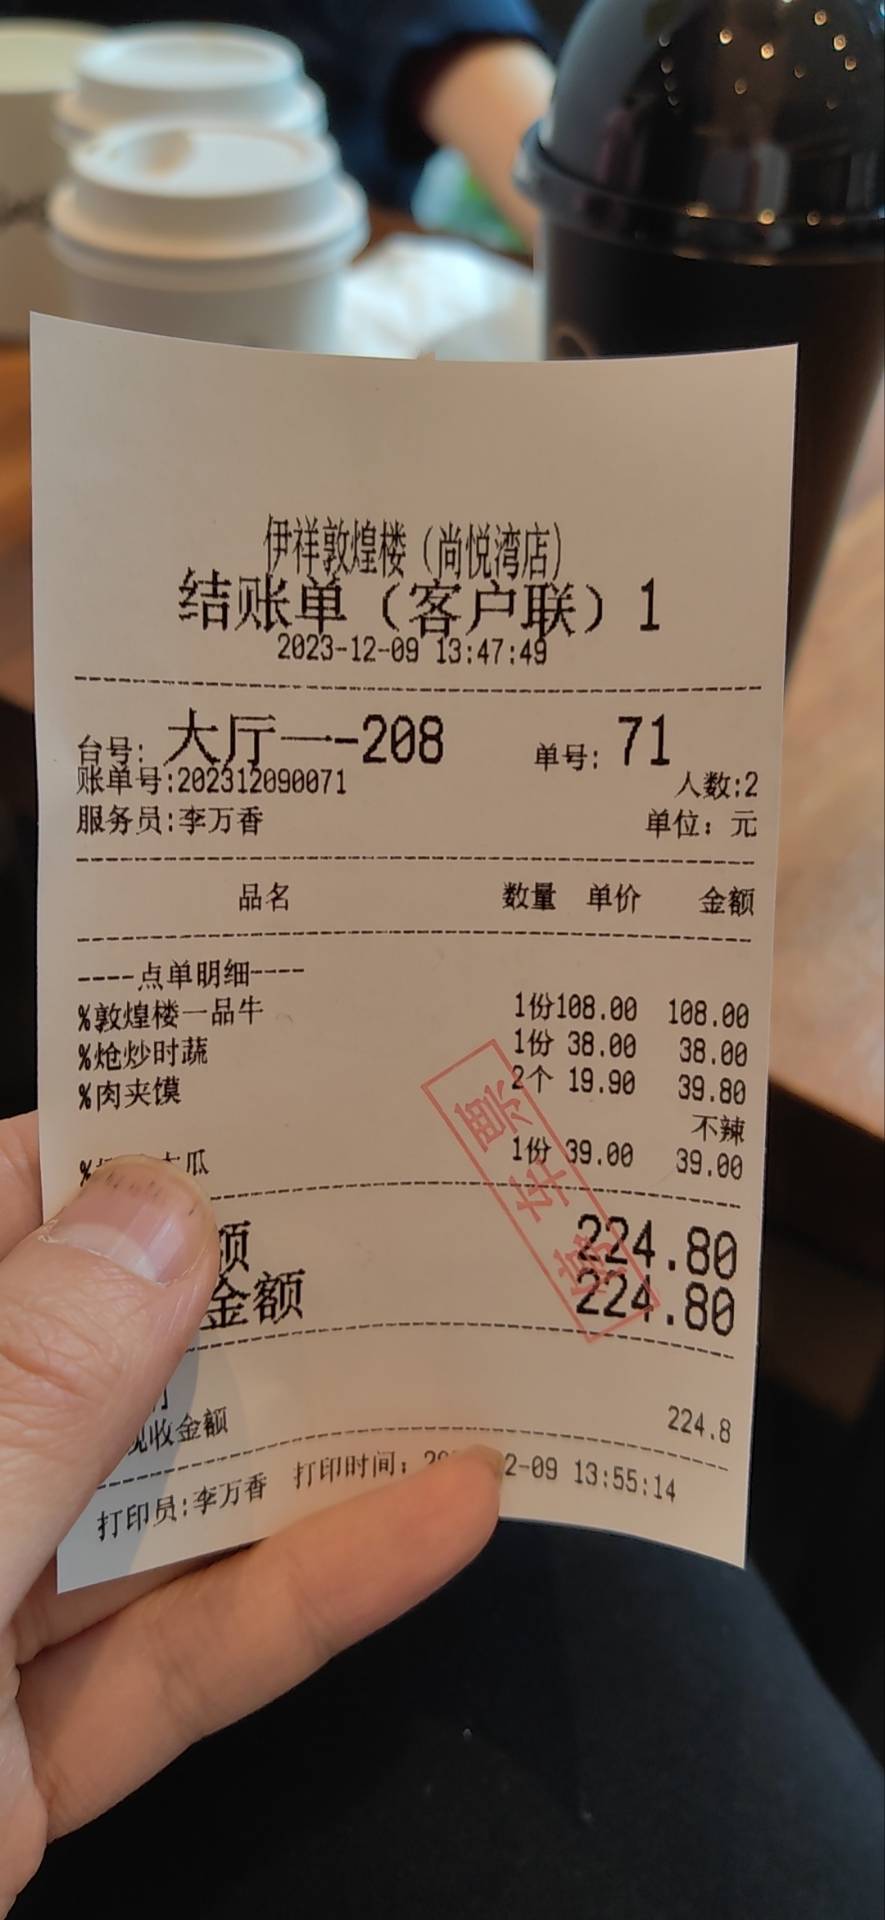 伊祥敦煌楼（尚悦湾店）
结账单（客户联）1
2023-12-09 13:47:49
台号: 大厅一-208 单号: 71
账单号:202312090071 人数:2
服务员:李万香 单位: 元
品名 数量 单价 金额
----点单明细----
%敦煌楼一品牛 1份108.00 108.00
%炝炒时蔬 1份 38.00 38.00
%肉夹馍 2个 19.90 39.80
不辣
% 瓜 1份 39.00 39.00
额 224.80
金额 224.80
现收金额 224.8
打印员:李万香 打印时间: 2-09 13:55:14
票
车